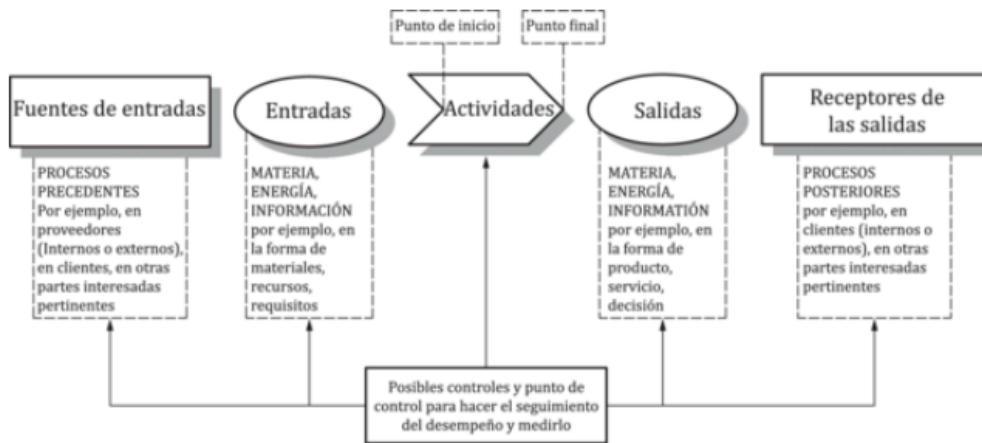 Punto de inicio
Punto final
Fuentes de entradas
Entradas
Actividades
Salidas
Receptores de
las salidas
PROCESOS
PRECEDENTES
Por ejemplo, en
proveedores
(Internos o externos),
en clientes, en otras
partes interesadas
pertinentes
MATERIA,
ENERGÍA,
INFORMACIÓN
por ejemplo, en
la forma de
materiales,
recursos,
requisitos
MATERIA,
ENERGÍA,
INFORMATIÓN
por ejemplo, en
la forma de
producto,
servicio,
decisión
PROCESOS
POSTERIORES
por ejemplo, en
clientes (internos o
externos), en otras
partes interesadas
pertinentes
Posibles controles y punto de
control para hacer el seguimiento
del desempeño y medirlo